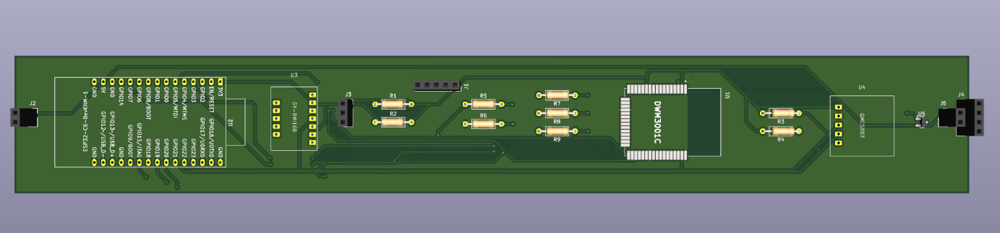 J2
GND
5V
GND
GPIO14
GPIO7
GPIO6
GPIO8/BOOT
GPIO1
GPIO0
GPIO5/MTDI
GPIO4/MTMS
GPIO3
GPIO2
EN/RESET
3V3
ESP32-C6-DevKitM-1
GND
GPIO12/USB_D-
GPIO13/USB_D+
GND
GPIO9/BOOT
GPIO15/JTAG
GPIO18
GPIO19
GPIO20
GPIO21
GPIO22
GPIO23
GPIO17/U0RXD
GPIO16/U0TXD
GND
U2
U3
GY-BMI160
J3
R1
R2
J1
R5
R6
R7
R8
R9
DWM3001C
U1
R3
R4
U4
QMC5883
U5
J5
J4